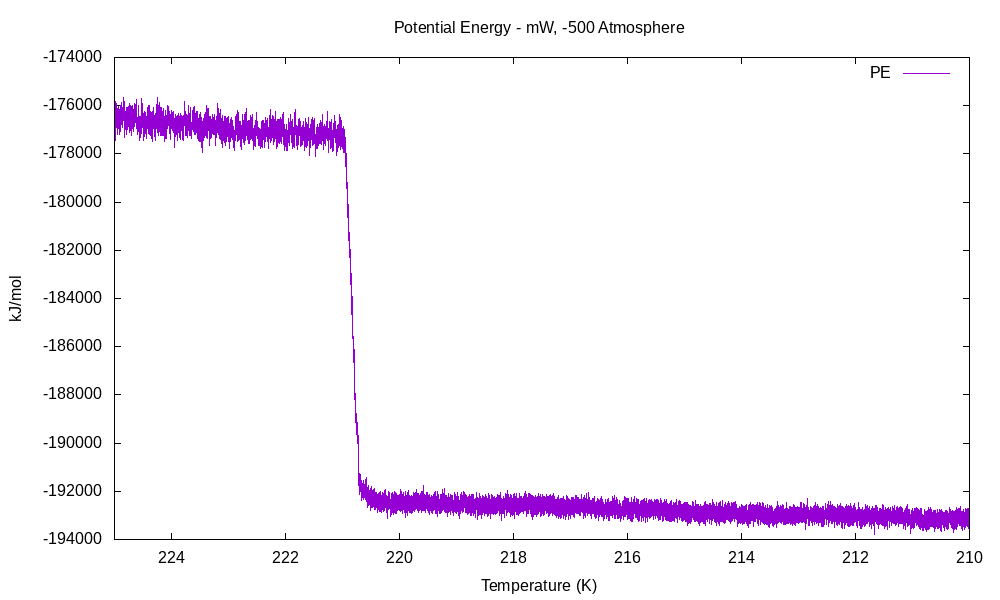 Potential Energy - mW, -500 Atmosphere
PE
-174000
-176000
-178000
-180000
-182000
-184000
-186000
-188000
-190000
-192000
-194000
kJ/mol
224 222 220 218 216 214 212 210
Temperature (K)